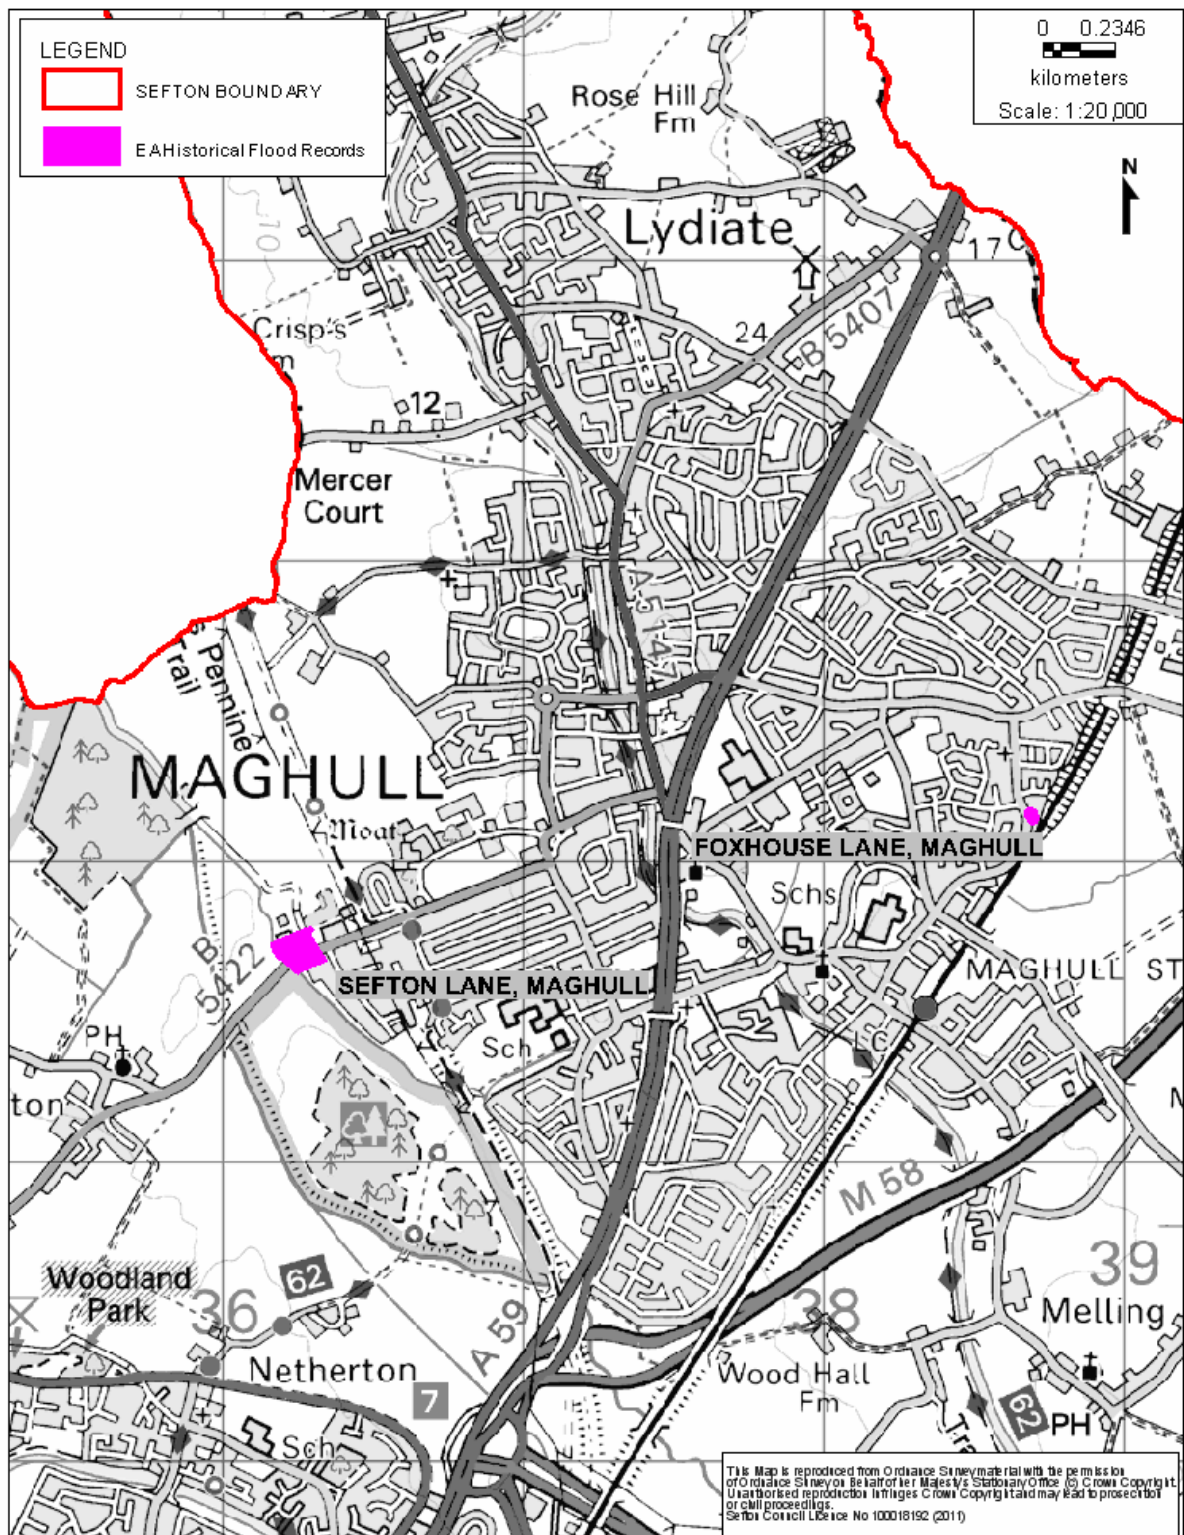 LEGEND
SEFTON BOUNDARY
EA Historical Flood Records
0 0.2346
kilometers
Scale: 1:20,000
N
Rose Hill
Fm
Lydiate
17
10
Crisp's
24
B 5407
12
Mercer
Court
A 5147
Pennine
Trail
MAGHULL
Moat
FOXHOUSE LANE, MAGHULL
Schs
B
5422
SEFTON LANE, MAGHULL
MAGHULL ST
PH
Sch
LC
ton
M 58
Woodland
Park
62
36
38
39
Melling
A 59
Netherton
7
Wood Hall
Fm
62
PH
Sch
This Map is reproduced from Ordnance Survey material with the permission
of Ordnance Survey on Behalf of her Majesty's Stationary Office (c) Crown Copyright.
Unauthorised reproduction infringes Crown Copyright and may lead to prosecution
or civil proceedings.
Sefton Council Licence No 100018192 (2011)